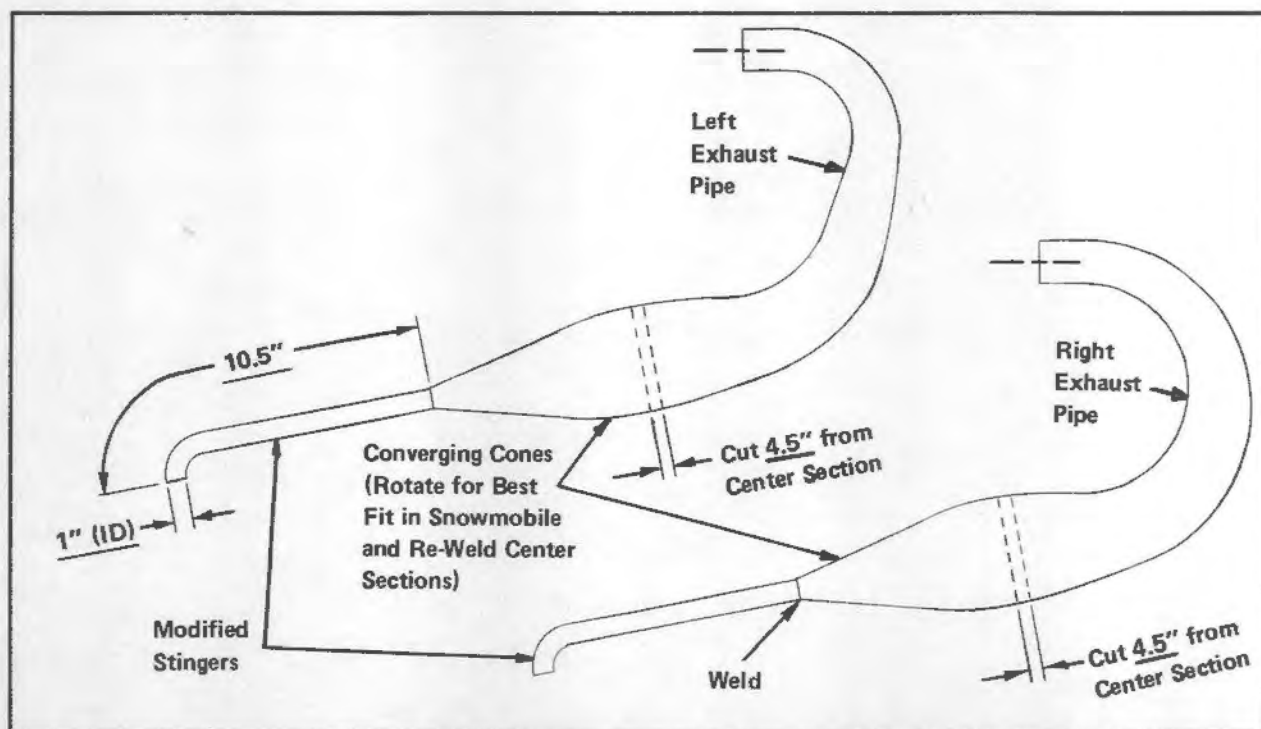 Left
Exhaust
Pipe
10.5"
Right
Exhaust
Pipe
Cut 4.5" from
Center Section
Converging Cones
(Rotate for Best
Fit in Snowmobile
and Re-Weld Center
Sections)
1" (ID)
Modified
Stingers
Weld
Cut 4.5" from
Center Section